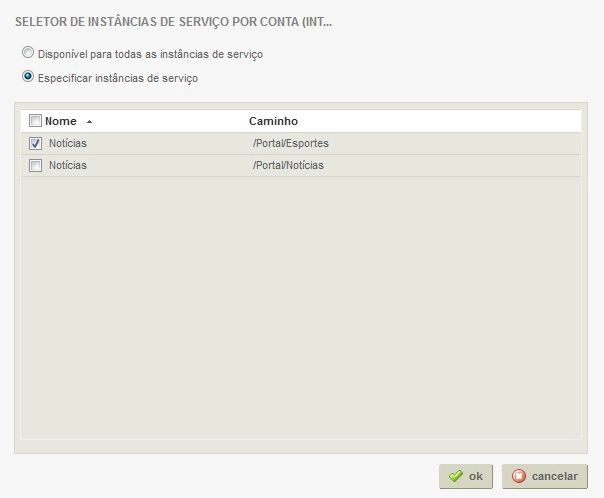 SELETOR DE INSTÂNCIAS DE SERVIÇO POR CONTA (INT...
Disponível para todas as instâncias de serviço
Especificar instâncias de serviço
Nome Caminho
Notícias /Portal/Esportes
Notícias /Portal/Notícias
ok cancelar